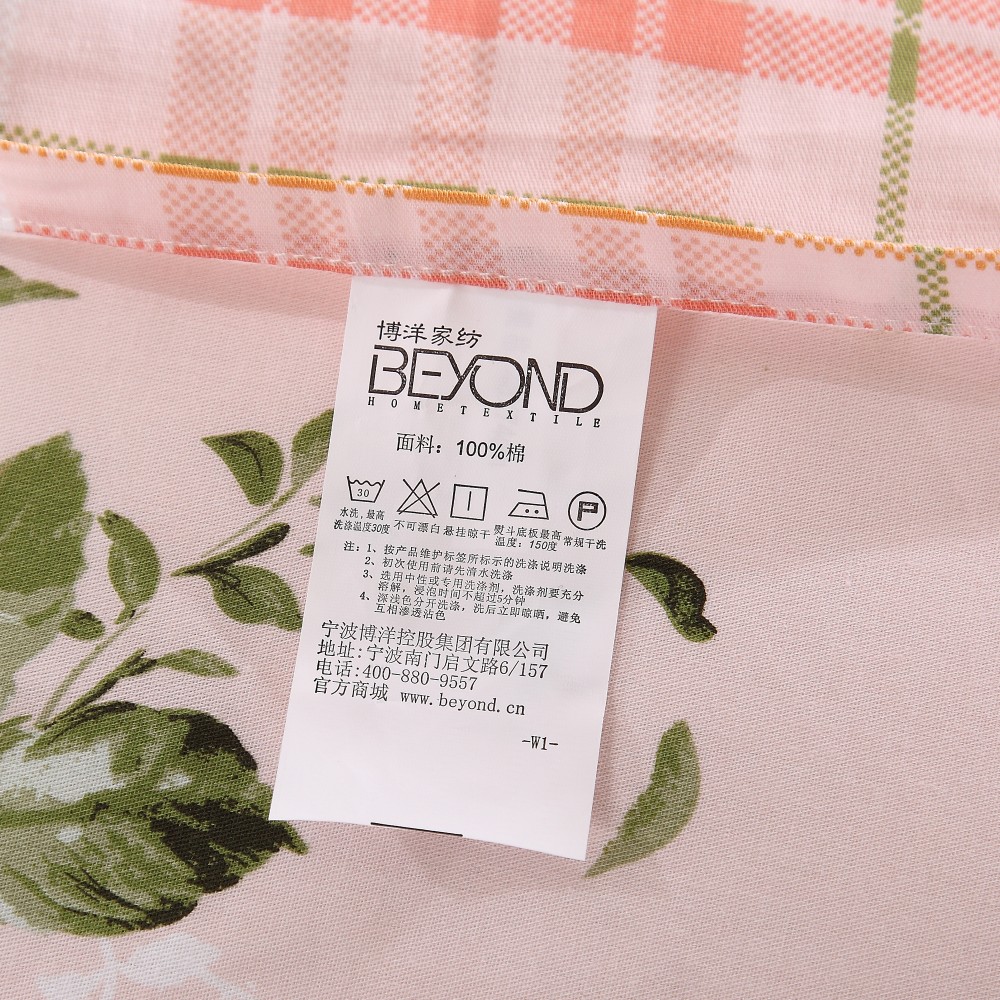 博洋家纺
BEYOND
HOMETEXTILE
面料：100%棉
30
P
水洗，最高
洗涤温度30度
不可漂白
悬挂晾干
熨斗底板最高
温度：150度
常规干洗
注：1、按产品维护标签所标示的洗涤说明洗涤
2、初次使用前请先清水洗涤
3、选用中性或专用洗涤剂，洗涤剂要充分
溶解，浸泡时间不超过5分钟
4、深浅色分开洗涤，洗后立即晾晒，避免
互相渗透沾色
宁波博洋控股集团有限公司
地址：宁波南门启文路6/157
电话：400-880-9557
官方商城 www.beyond.cn
-W1-